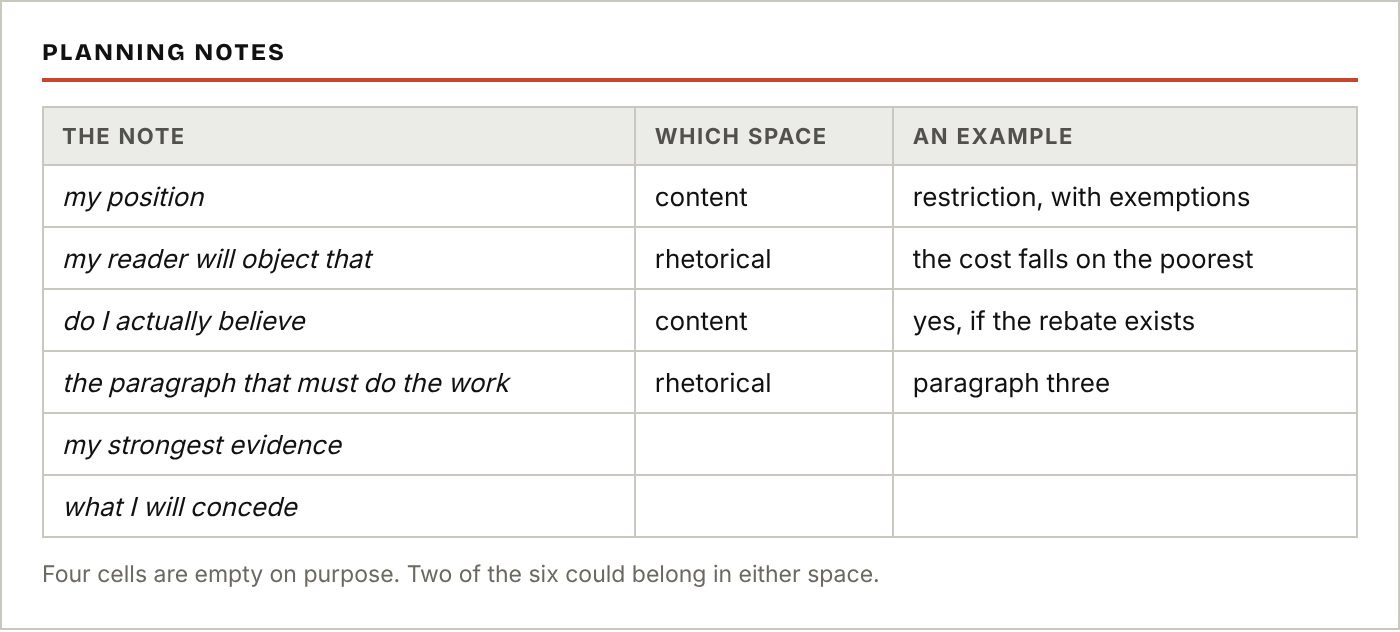 PLANNING NOTES
THE NOTE WHICH SPACE AN EXAMPLE
my position content restriction, with exemptions
my reader will object that rhetorical the cost falls on the poorest
do I actually believe content yes, if the rebate exists
the paragraph that must do the work rhetorical paragraph three
my strongest evidence
what I will concede
Four cells are empty on purpose. Two of the six could belong in either space.